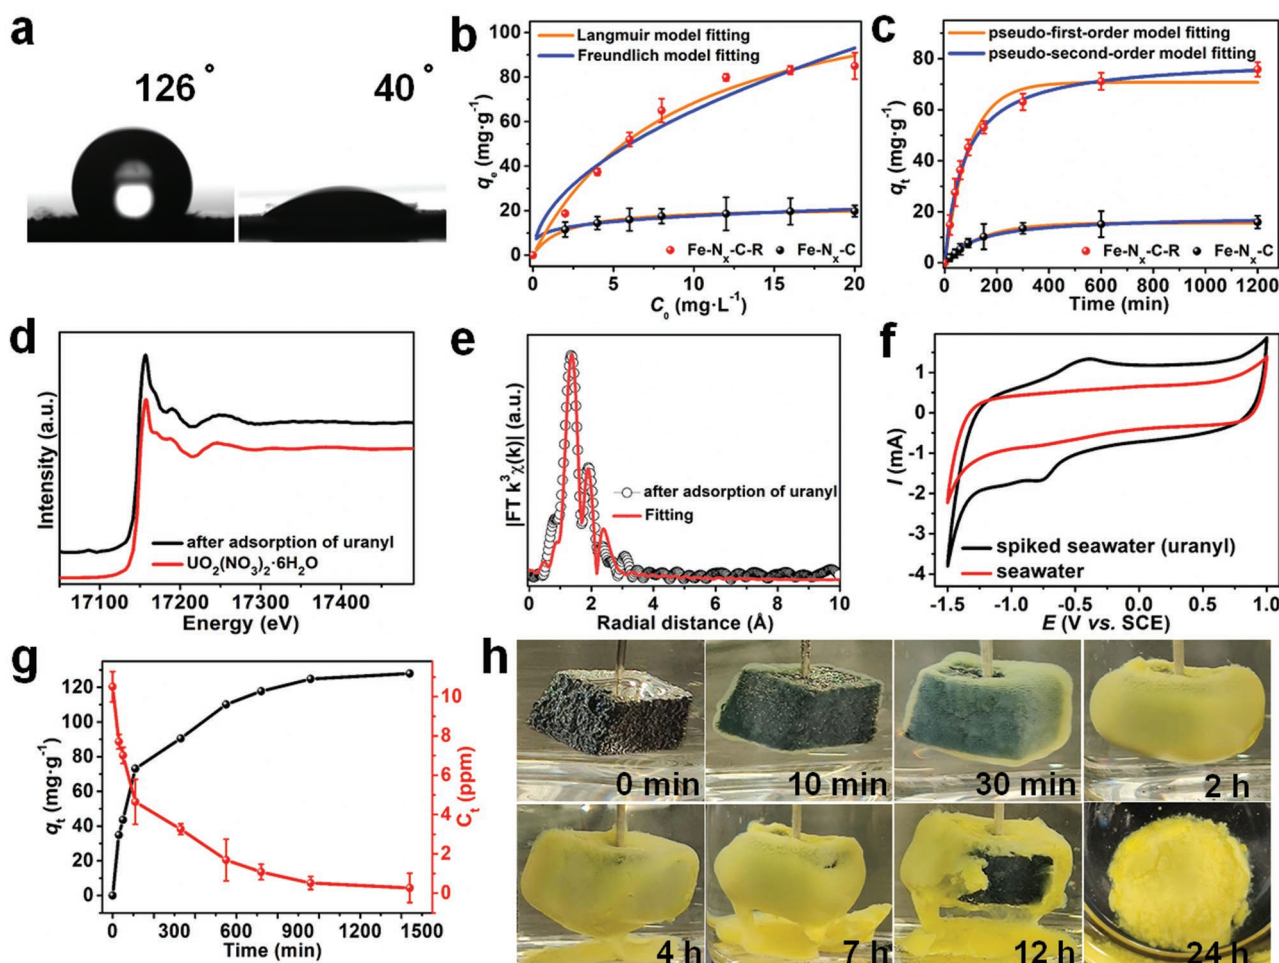 a
126°
40°
b
Langmuir model fitting
Freundlich model fitting
qe (mg·g-1)
100
80
60
40
20
0
Fe-Nx-C-R
Fe-Nx-C
0
4
8
12
16
20
C0 (mg·L-1)
c
pseudo-first-order model fitting
pseudo-second-order model fitting
qt (mg·g-1)
80
60
40
20
0
Fe-Nx-C-R
Fe-Nx-C
0
200
400
600
800
1000
1200
Time (min)
d
Intensity (a.u.)
after adsorption of uranyl
UO2(NO3)2·6H2O
17100
17200
17300
17400
Energy (eV)
e
|FT k3χ(k)| (a.u.)
after adsorption of uranyl
Fitting
0
2
4
6
8
10
Radial distance (Å)
f
I (mA)
1
0
-1
-2
-3
-4
spiked seawater (uranyl)
seawater
-1.5
-1.0
-0.5
0.0
0.5
1.0
E (V vs. SCE)
g
qt (mg·g-1)
120
100
80
60
40
20
0
10
8
6
4
2
0
Ct (ppm)
0
300
600
900
1200
1500
Time (min)
h
0 min
10 min
30 min
2 h
4 h
7 h
12 h
24 h